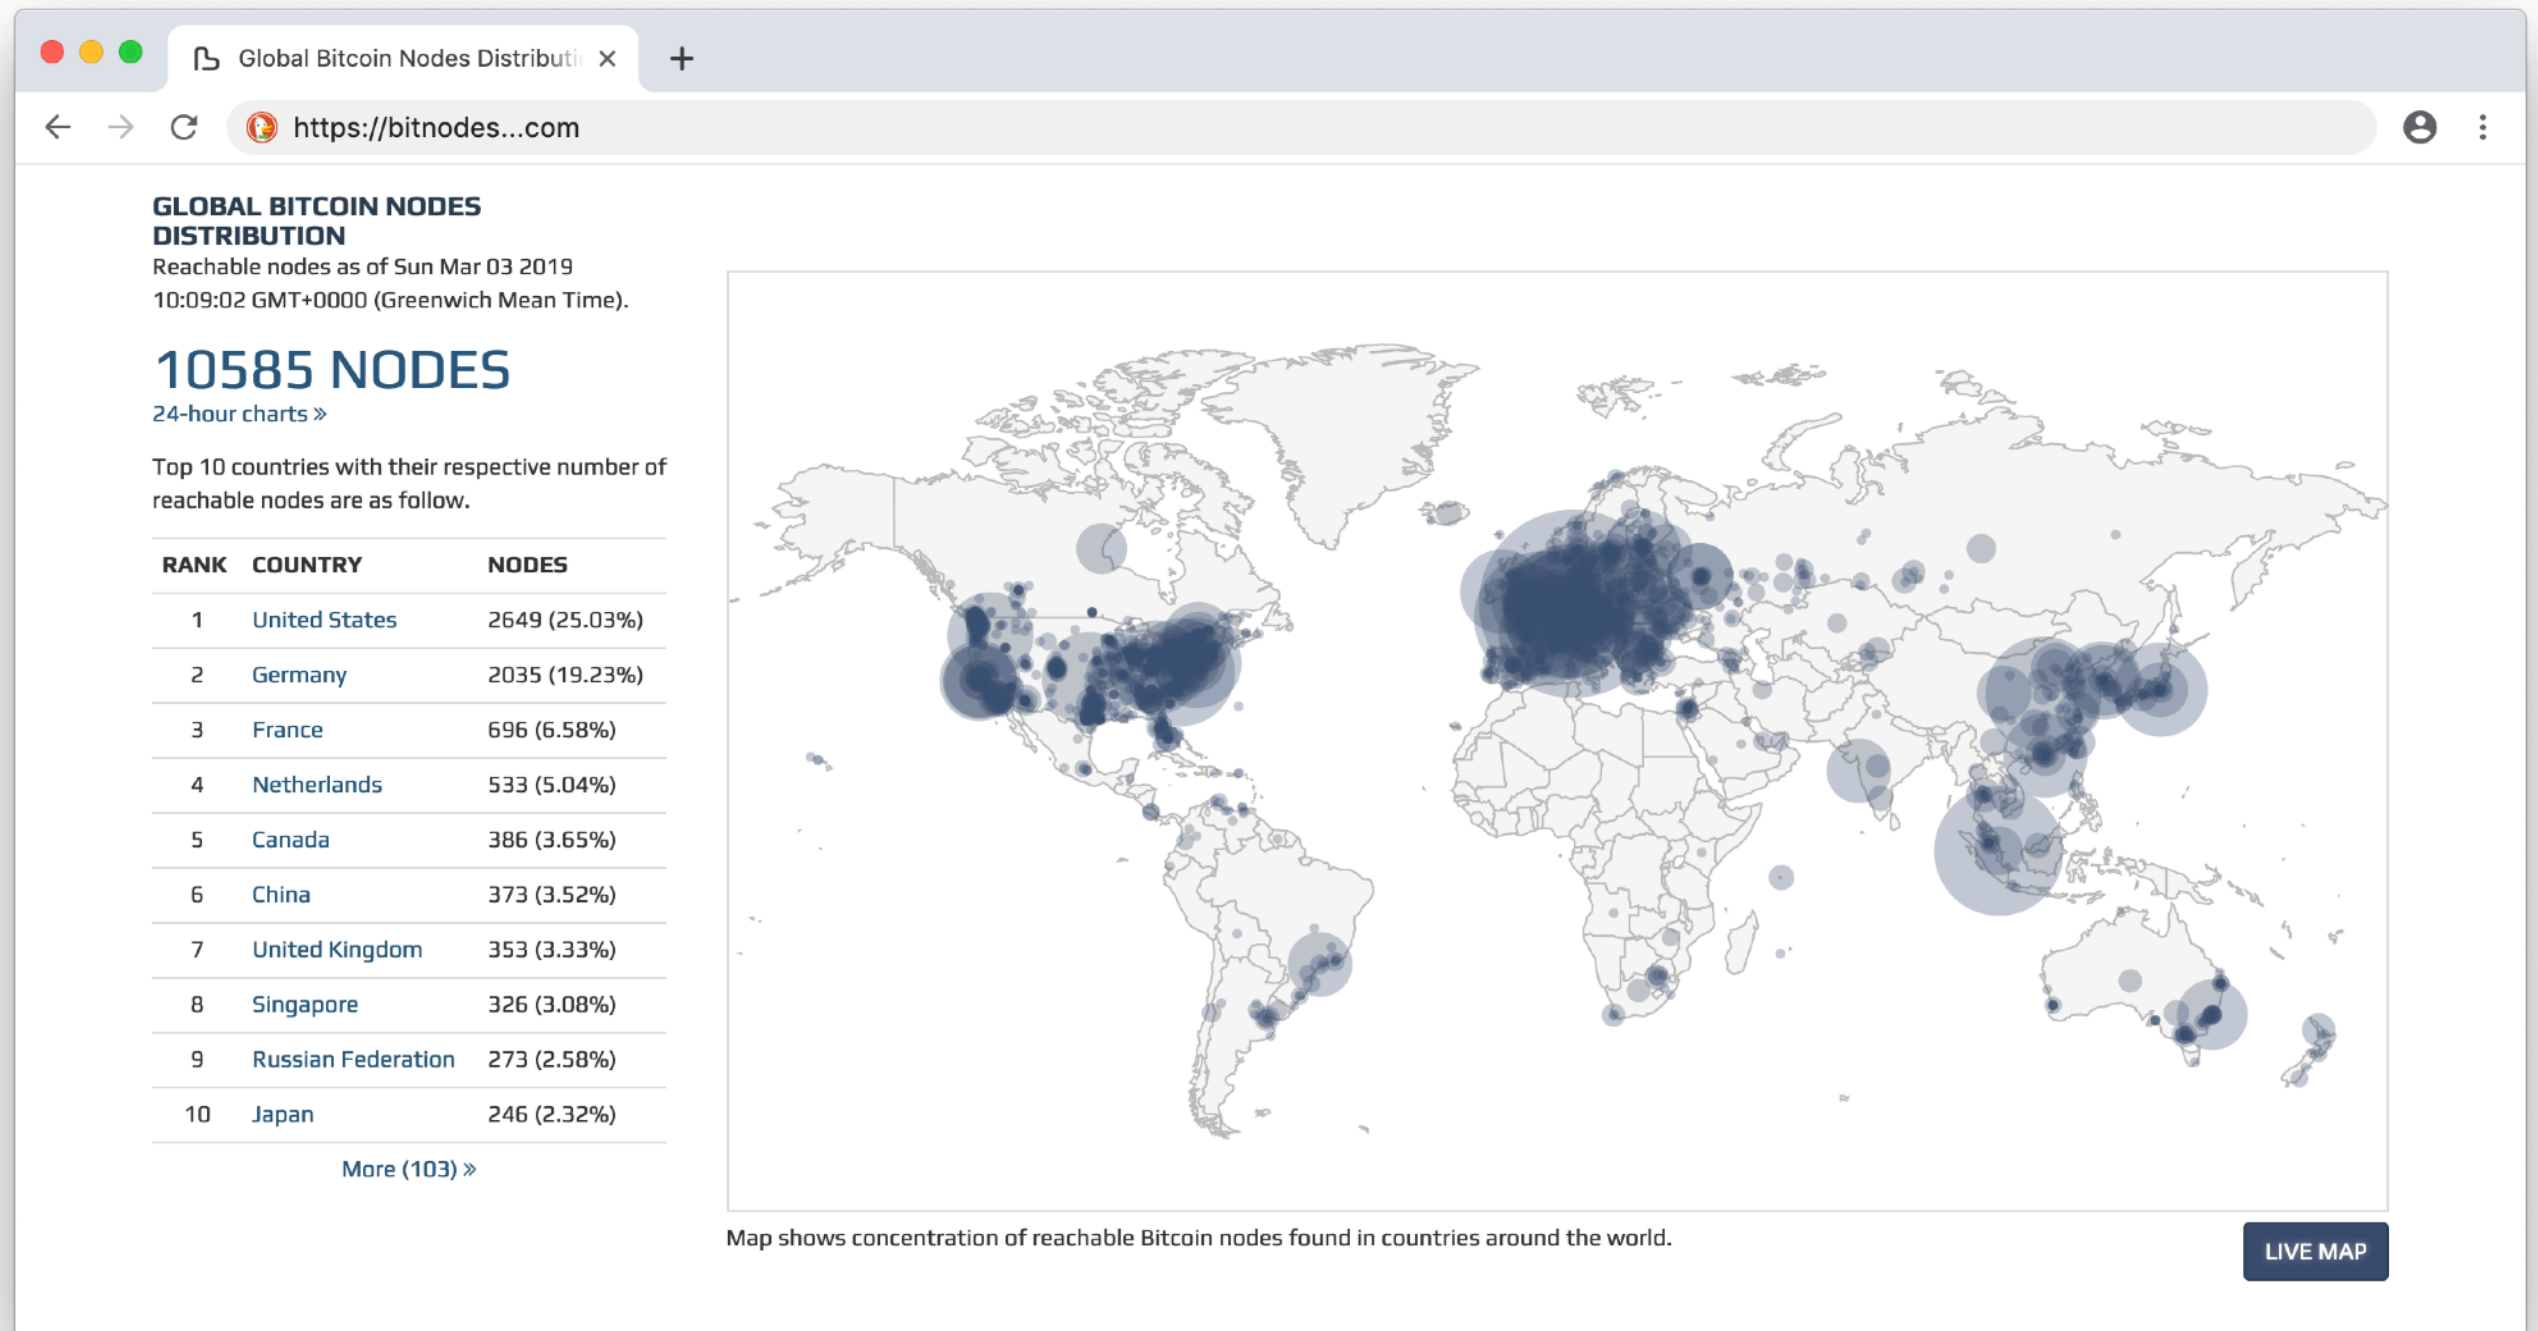 Global Bitcoin Nodes Distributi
https://bitnodes...com
GLOBAL BITCOIN NODES
DISTRIBUTION
Reachable nodes as of Sun Mar 03 2019
10:09:02 GMT+0000 (Greenwich Mean Time).
10585 NODES
24-hour charts »
Top 10 countries with their respective number of
reachable nodes are as follow.
RANK COUNTRY NODES
1 United States 2649 (25.03%)
2 Germany 2035 (19.23%)
3 France 696 (6.58%)
4 Netherlands 533 (5.04%)
5 Canada 386 (3.65%)
6 China 373 (3.52%)
7 United Kingdom 353 (3.33%)
8 Singapore 326 (3.08%)
9 Russian Federation 273 (2.58%)
10 Japan 246 (2.32%)
More (103) »
Map shows concentration of reachable Bitcoin nodes found in countries around the world.
LIVE MAP